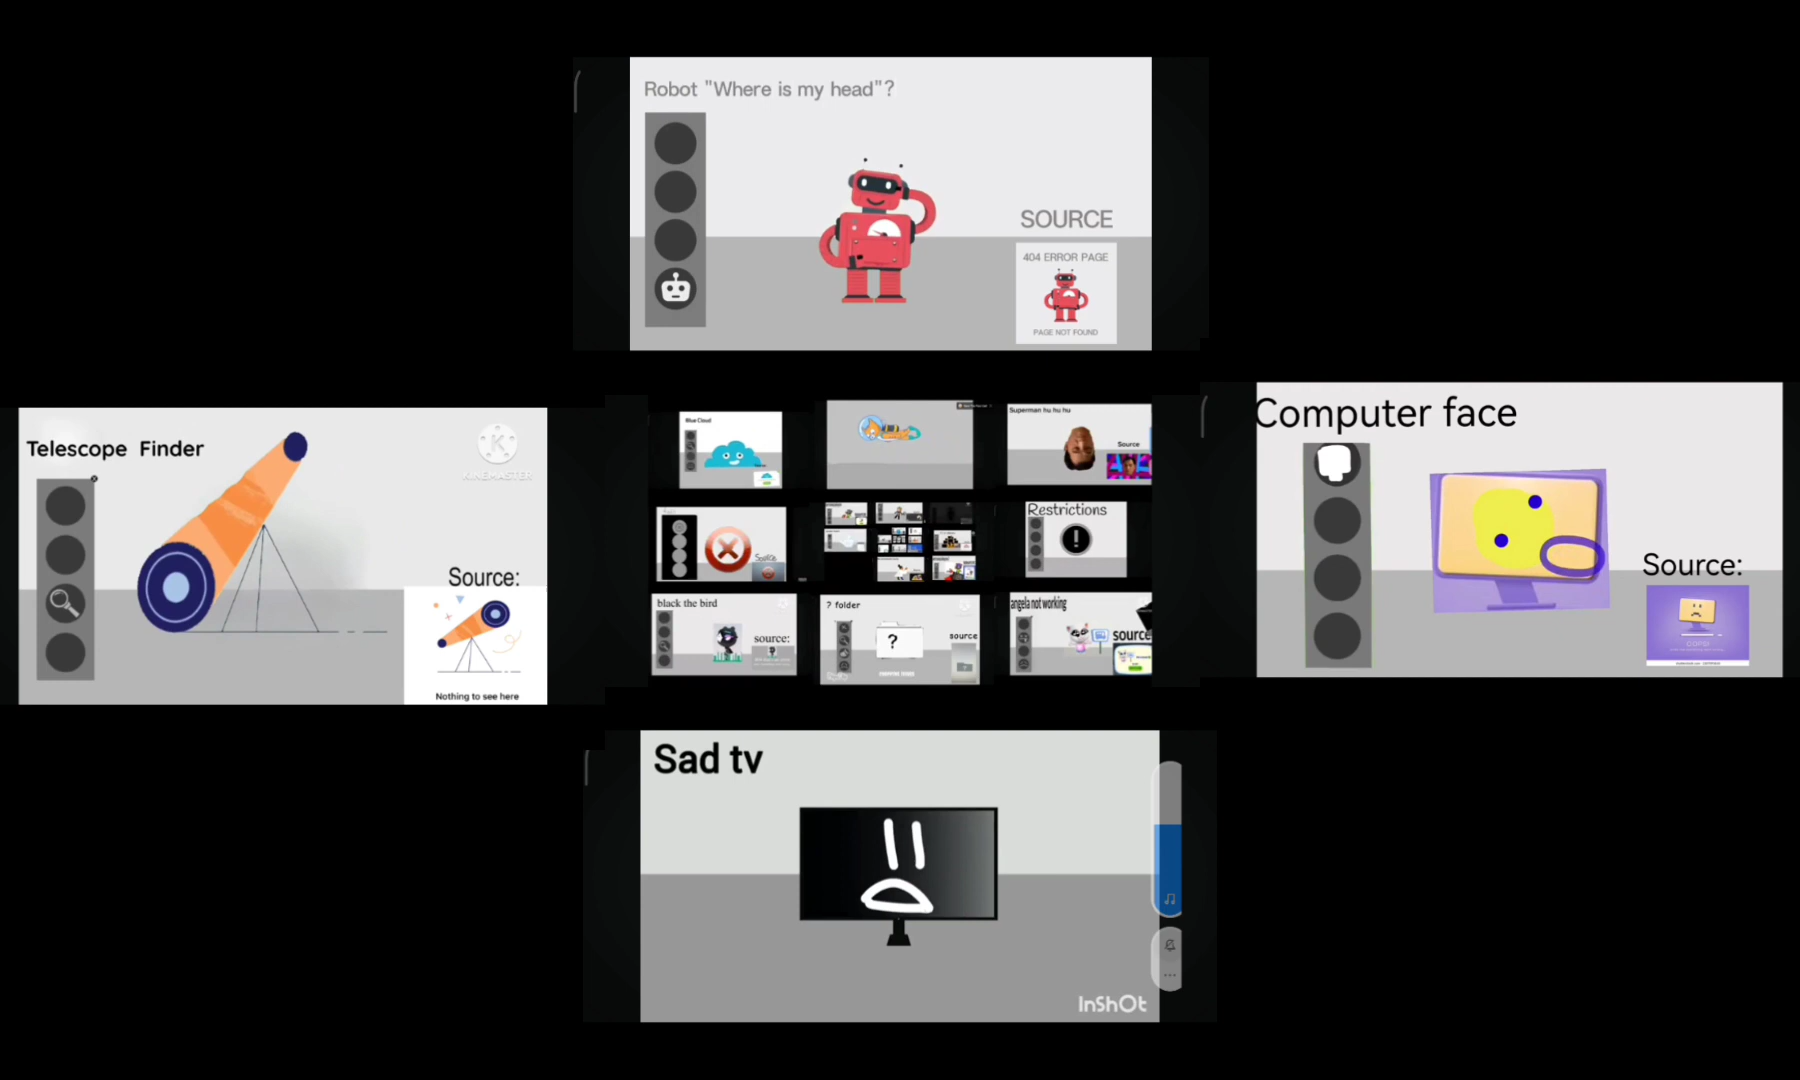 Robot "Where is my head"?
SOURCE
404 ERROR PAGE
PAGE NOT FOUND
Telescope Finder
K
KINEMASTER
Source:
Nothing to see here
Blue Cloud
Superman hu hu hu
Source
Source
Restrictions
black the bird
source:
? folder
?
source
angela not working
source
Computer face
Source:
Sad tv
InShOt